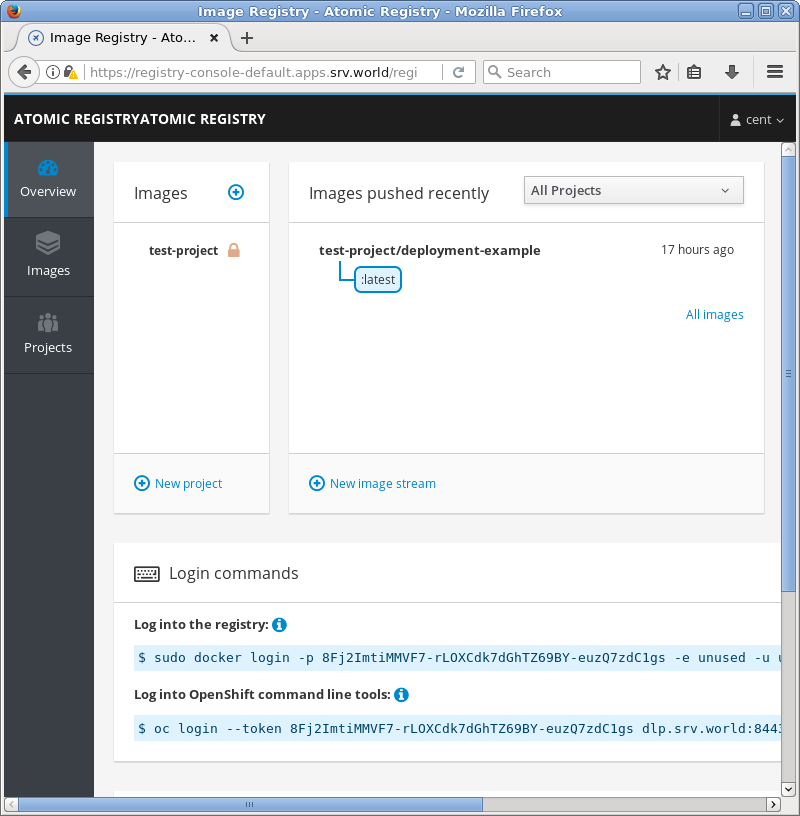 Image Registry - Atomic Registry - Mozilla Firefox
Image Registry - Ato...
https://registry-console-default.apps.srv.world/regi
Search
ATOMIC REGISTRYATOMIC REGISTRY
cent
Overview
Images
Projects
Images
test-project
New project
Images pushed recently
All Projects
test-project/deployment-example
17 hours ago
:latest
All images
New image stream
Login commands
Log into the registry:
$ sudo docker login -p 8Fj2ImtiMMVF7-rLOXCdk7dGhTZ69BY-euzQ7zdC1gs -e unused -u
Log into OpenShift command line tools:
$ oc login --token 8Fj2ImtiMMVF7-rLOXCdk7dGhTZ69BY-euzQ7zdC1gs dlp.srv.world:8443